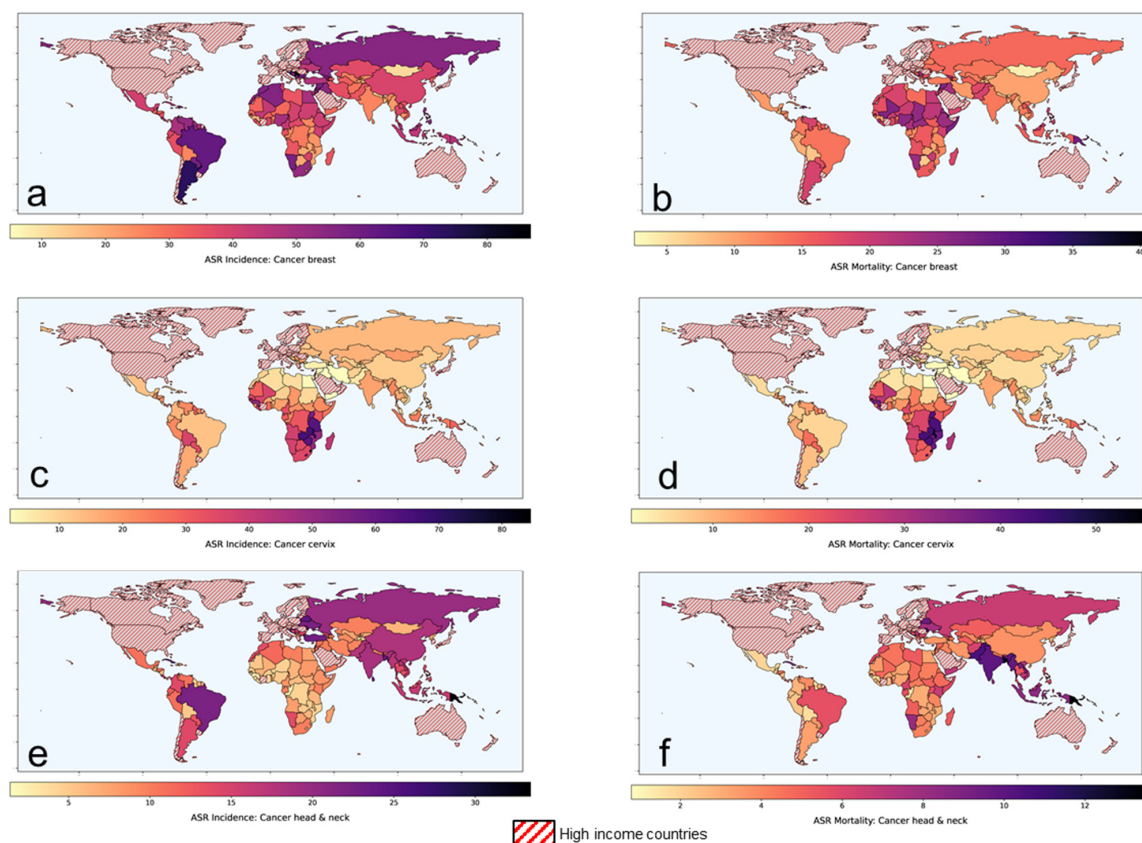 a
b
10 20 30 40 50 60 70 80
ASR Incidence: Cancer breast
5 10 15 20 25 30 35 40
ASR Mortality: Cancer breast
c
d
10 20 30 40 50 60 70 80
ASR Incidence: Cancer cervix
10 20 30 40 50
ASR Mortality: Cancer cervix
e
f
5 10 15 20 25 30
ASR Incidence: Cancer head & neck
2 4 6 8 10 12
ASR Mortality: Cancer head & neck
High income countries